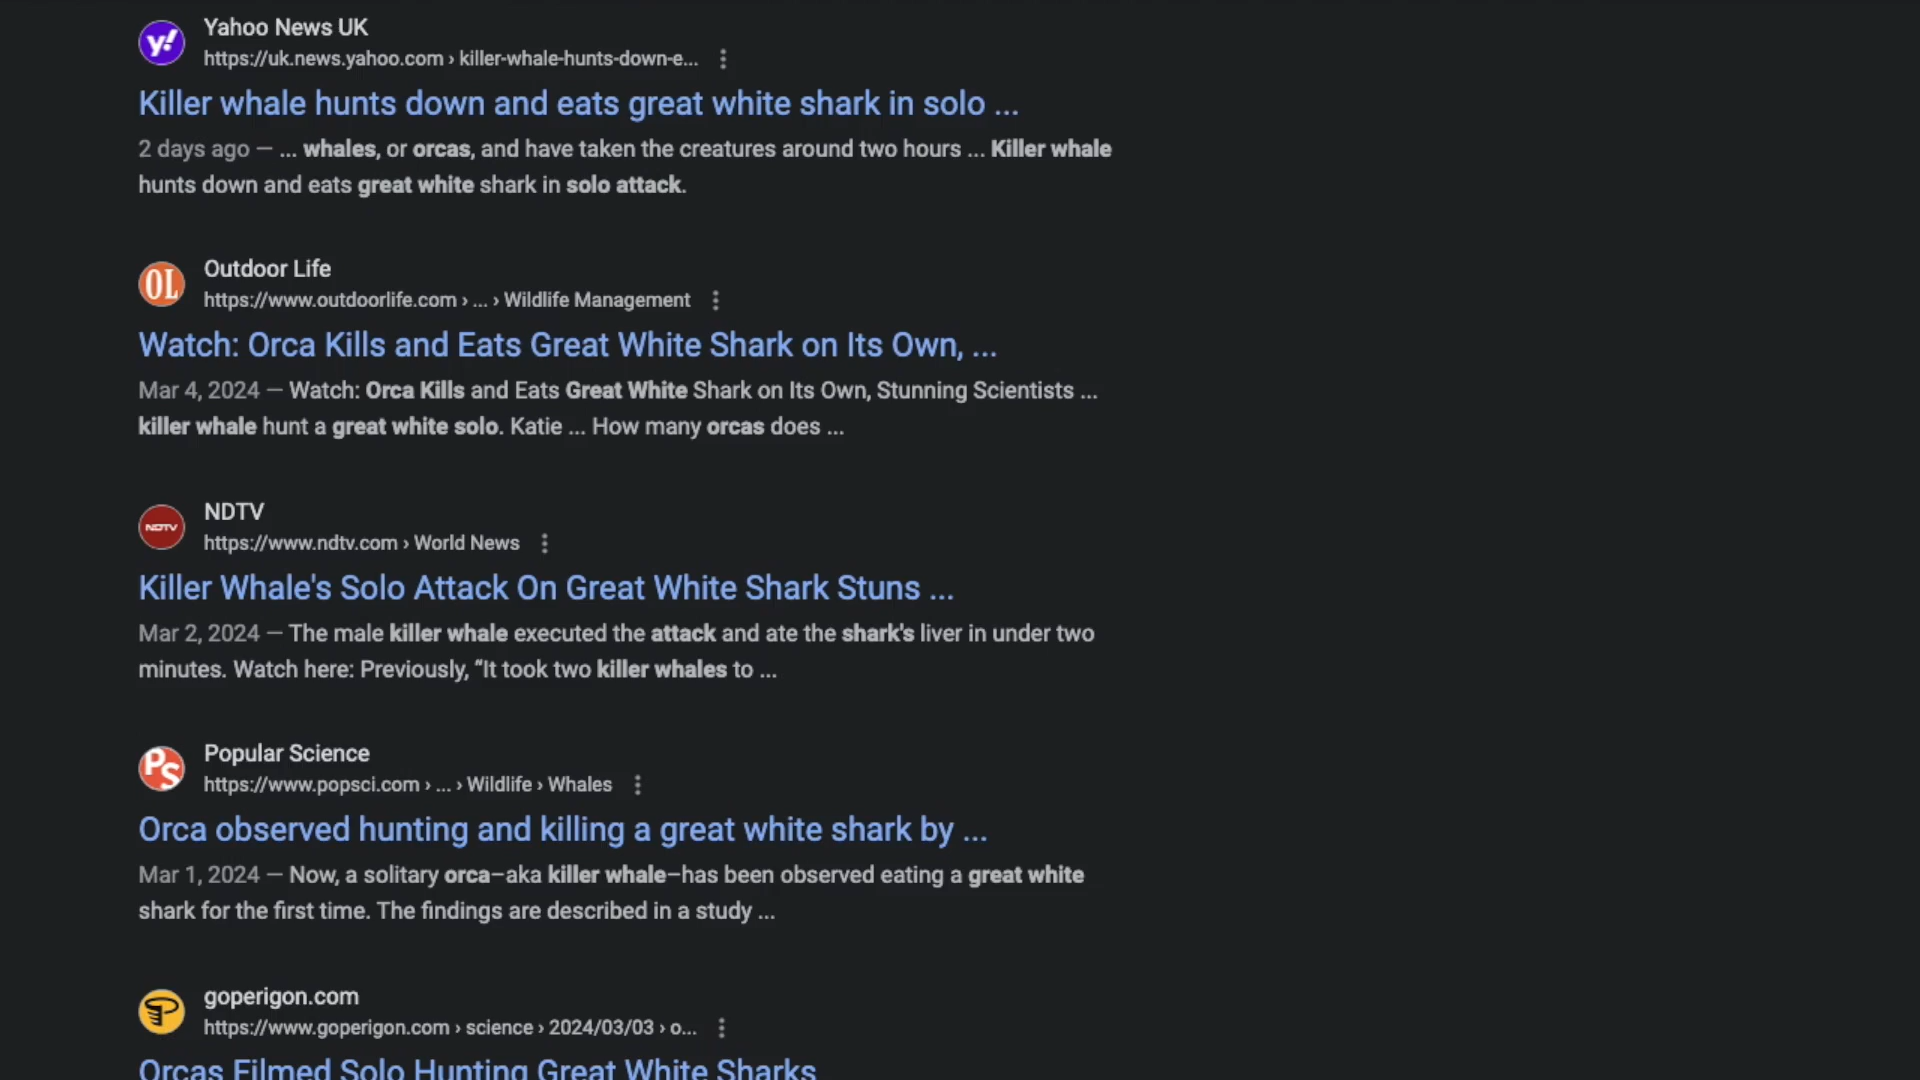 y!
Yahoo News UK
https://uk.news.yahoo.com › killer-whale-hunts-down-e...
Killer whale hunts down and eats great white shark in solo ...
2 days ago — ... whales, or orcas, and have taken the creatures around two hours ... Killer whale
hunts down and eats great white shark in solo attack.
OL
Outdoor Life
https://www.outdoorlife.com › ... › Wildlife Management
Watch: Orca Kills and Eats Great White Shark on Its Own, ...
Mar 4, 2024 — Watch: Orca Kills and Eats Great White Shark on Its Own, Stunning Scientists ...
killer whale hunt a great white solo. Katie ... How many orcas does ...
NDTV
NDTV
https://www.ndtv.com › World News
Killer Whale's Solo Attack On Great White Shark Stuns ...
Mar 2, 2024 — The male killer whale executed the attack and ate the shark's liver in under two
minutes. Watch here: Previously, “It took two killer whales to ...
PS
Popular Science
https://www.popsci.com › ... › Wildlife › Whales
Orca observed hunting and killing a great white shark by ...
Mar 1, 2024 — Now, a solitary orca–aka killer whale–has been observed eating a great white
shark for the first time. The findings are described in a study ...
goperigon.com
https://www.goperigon.com › science › 2024/03/03 › o...
Orcas Filmed Solo Hunting Great White Sharks